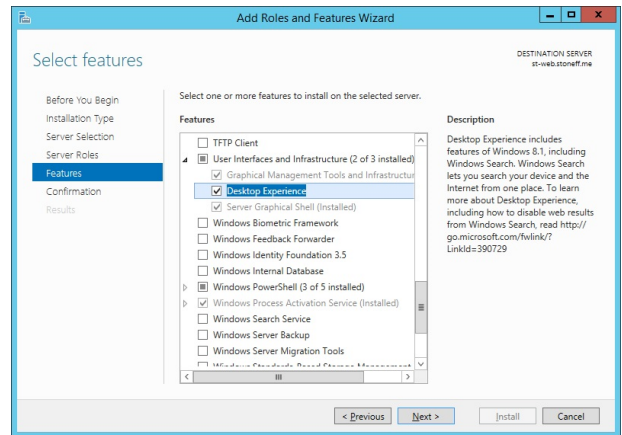 Add Roles and Features Wizard
Select features
DESTINATION SERVER
st-web.stoneff.me
Before You Begin
Installation Type
Server Selection
Server Roles
Features
Confirmation
Results
Select one or more features to install on the selected server.
Features
TFTP Client
User Interfaces and Infrastructure (2 of 3 installed)
Graphical Management Tools and Infrastructur
Desktop Experience
Server Graphical Shell (Installed)
Windows Biometric Framework
Windows Feedback Forwarder
Windows Identity Foundation 3.5
Windows Internal Database
Windows PowerShell (3 of 5 installed)
Windows Process Activation Service (Installed)
Windows Search Service
Windows Server Backup
Windows Server Migration Tools
Windows Standards-Based Storage Management
Description
Desktop Experience includes
features of Windows 8.1, including
Windows Search. Windows Search
lets you search your device and the
Internet from one place. To learn
more about Desktop Experience,
including how to disable web results
from Windows Search, read http://
go.microsoft.com/fwlink/?
LinkId=390729
< Previous
Next >
Install
Cancel